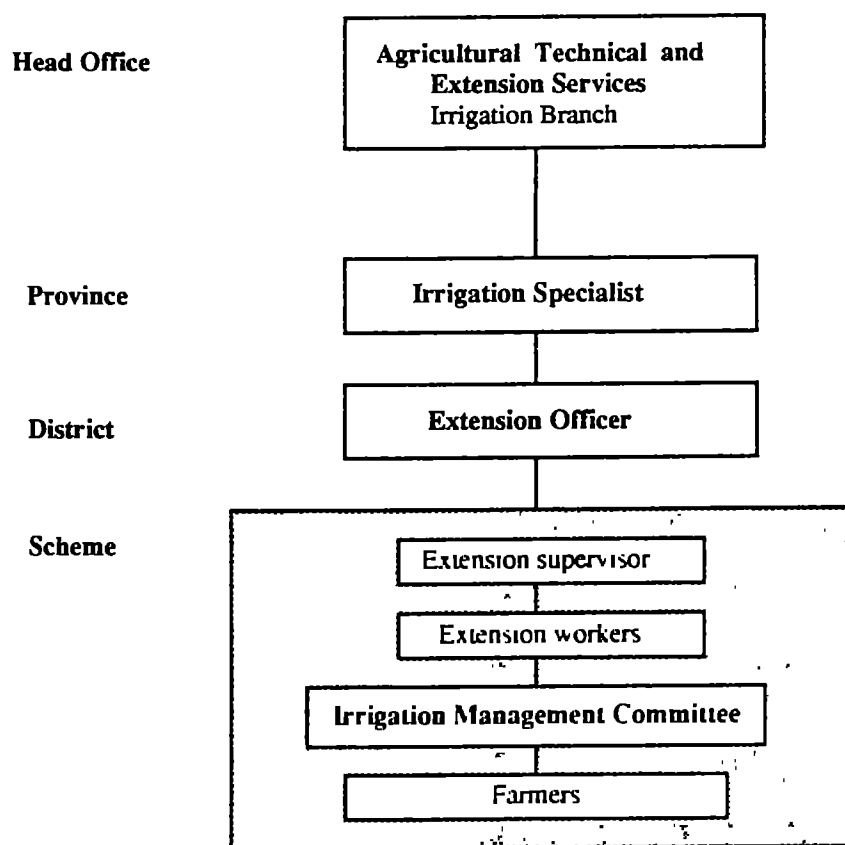 Head Office
Agricultural Technical and
Extension Services
Irrigation Branch
Province
Irrigation Specialist
District
Extension Officer
Scheme
Extension supervisor
Extension workers
Irrigation Management Committee
Farmers